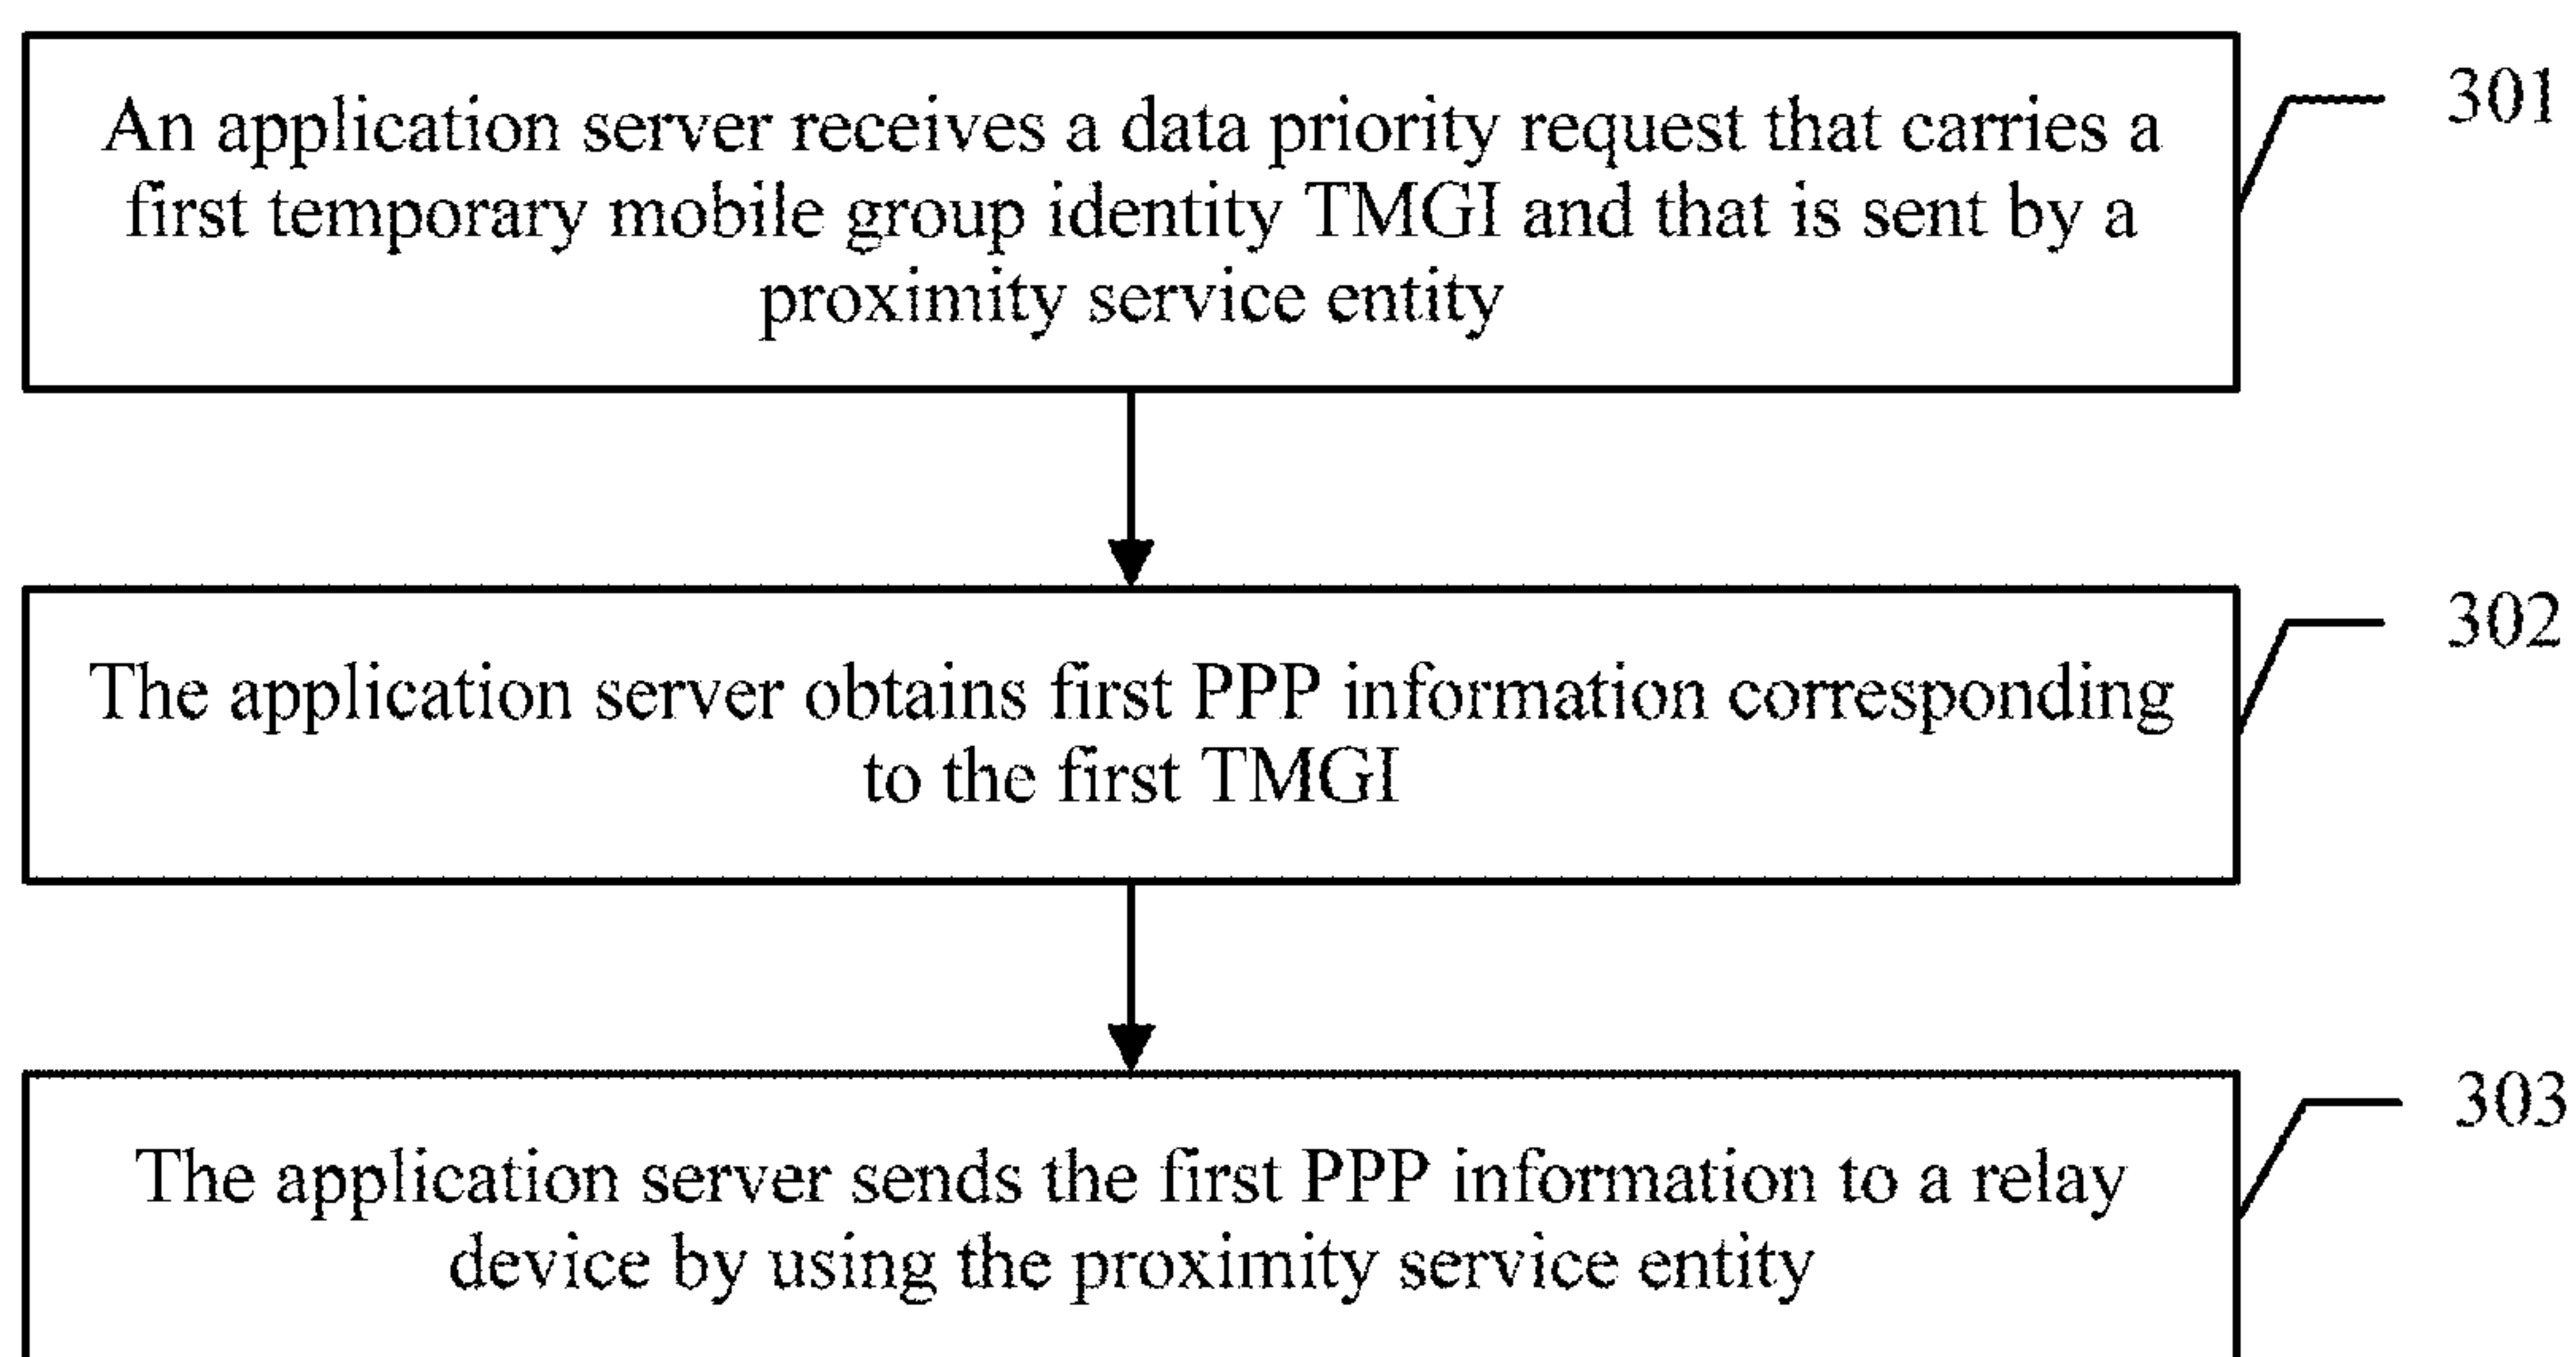 An application server receives a data priority request that carries a
first temporary mobile group identity TMGI and that is sent by a
proximity service entity
301
The application server obtains first PPP information corresponding
to the first TMGI
302
The application server sends the first PPP information to a relay
device by using the proximity service entity
303